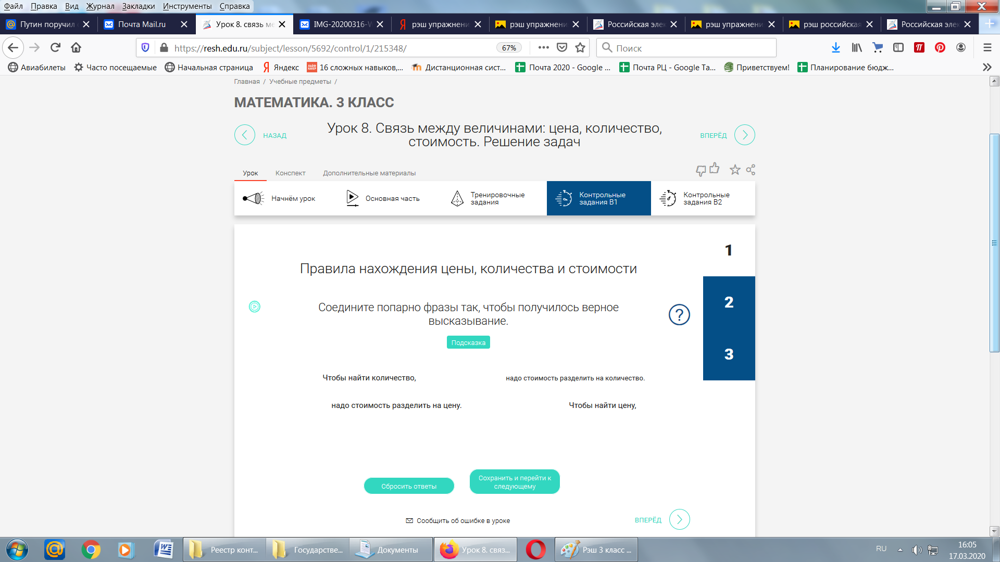 Файл Правка Вид Журнал Закладки Инструменты Справка
Путин поручил
Почта Mail.ru
Урок 8. связь ме
IMG-20200316-W
рэш упражнени
рэш упражнени
Российская элек
рэш упражнени
рэш российская
Российская элек
https://resh.edu.ru/subject/lesson/5692/control/1/215348/
67%
Поиск
Авиабилеты Часто посещаемые Начальная страница Яндекс 16 сложных навыков,... Дистанционная сист... Почта 2020 - Google ... Почта РЦ - Google Та... Приветствуем! Планирование бюдж...
Главная / Учебные предметы /
МАТЕМАТИКА. 3 КЛАСС
НАЗАД
Урок 8. Связь между величинами: цена, количество,
стоимость. Решение задач
ВПЕРЁД
Урок Конспект Дополнительные материалы
Начнём урок
Основная часть
Тренировочные
задания
Контрольные
задания В1
Контрольные
задания В2
1
2
3
Правила нахождения цены, количества и стоимости
Соедините попарно фразы так, чтобы получилось верное
высказывание.
?
Подсказка
Чтобы найти количество,
надо стоимость разделить на количество.
надо стоимость разделить на цену.
Чтобы найти цену,
Сбросить ответы
Сохранить и перейти к
следующему
Сообщить об ошибке в уроке
ВПЕРЁД
Реестр конт...
Государстве...
Документы
Урок 8. связ...
Рэш 3 класс ...
RU
16:05
17.03.2020